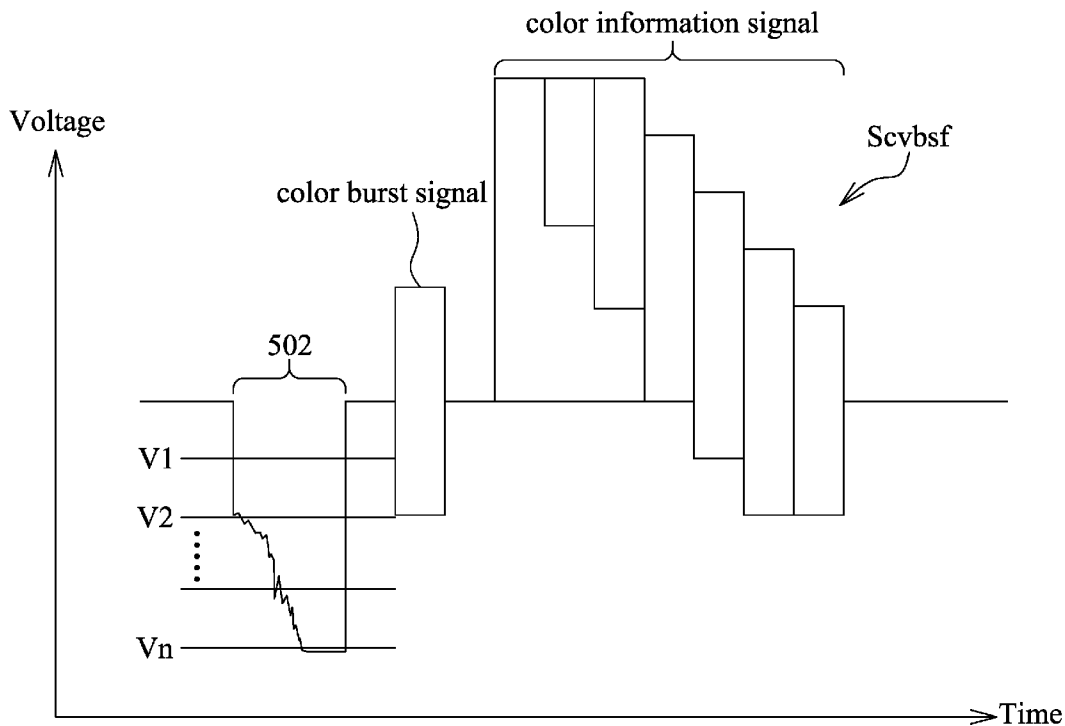 color information signal
Voltage
Scvbsf
color burst signal
502
V1
V2
Vn
Time